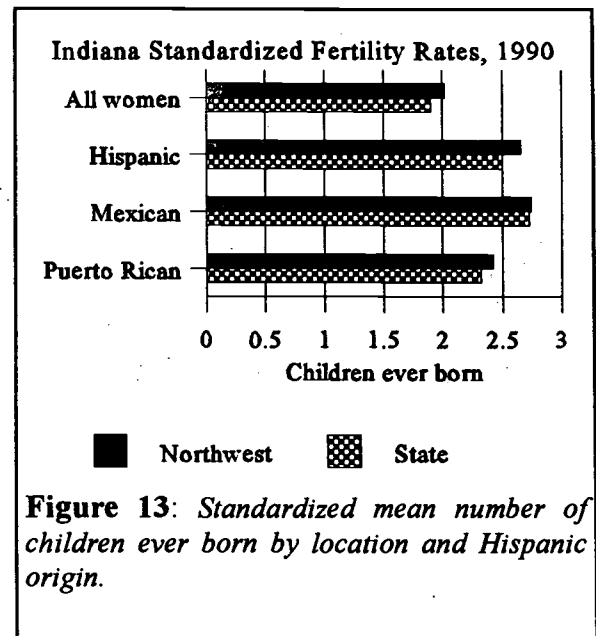 Indiana Standardized Fertility Rates, 1990
All women
Hispanic
Mexican
Puerto Rican
0 0.5 1 1.5 2 2.5 3
Children ever born
Northwest State
Figure 13: Standardized mean number of
children ever born by location and Hispanic
origin.